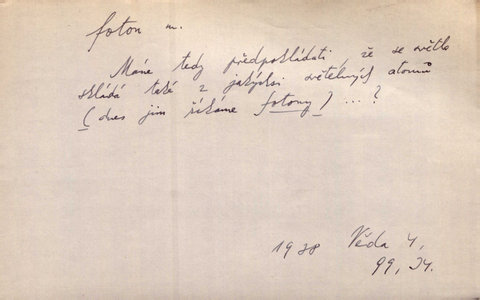 foton m.
Máme tedy předpokládati, že se světlo
skládá také z jakýchsi světelných atomů
(dnes jim říkáme fotony) ... ?
1938 Věda 4,
99, J4.